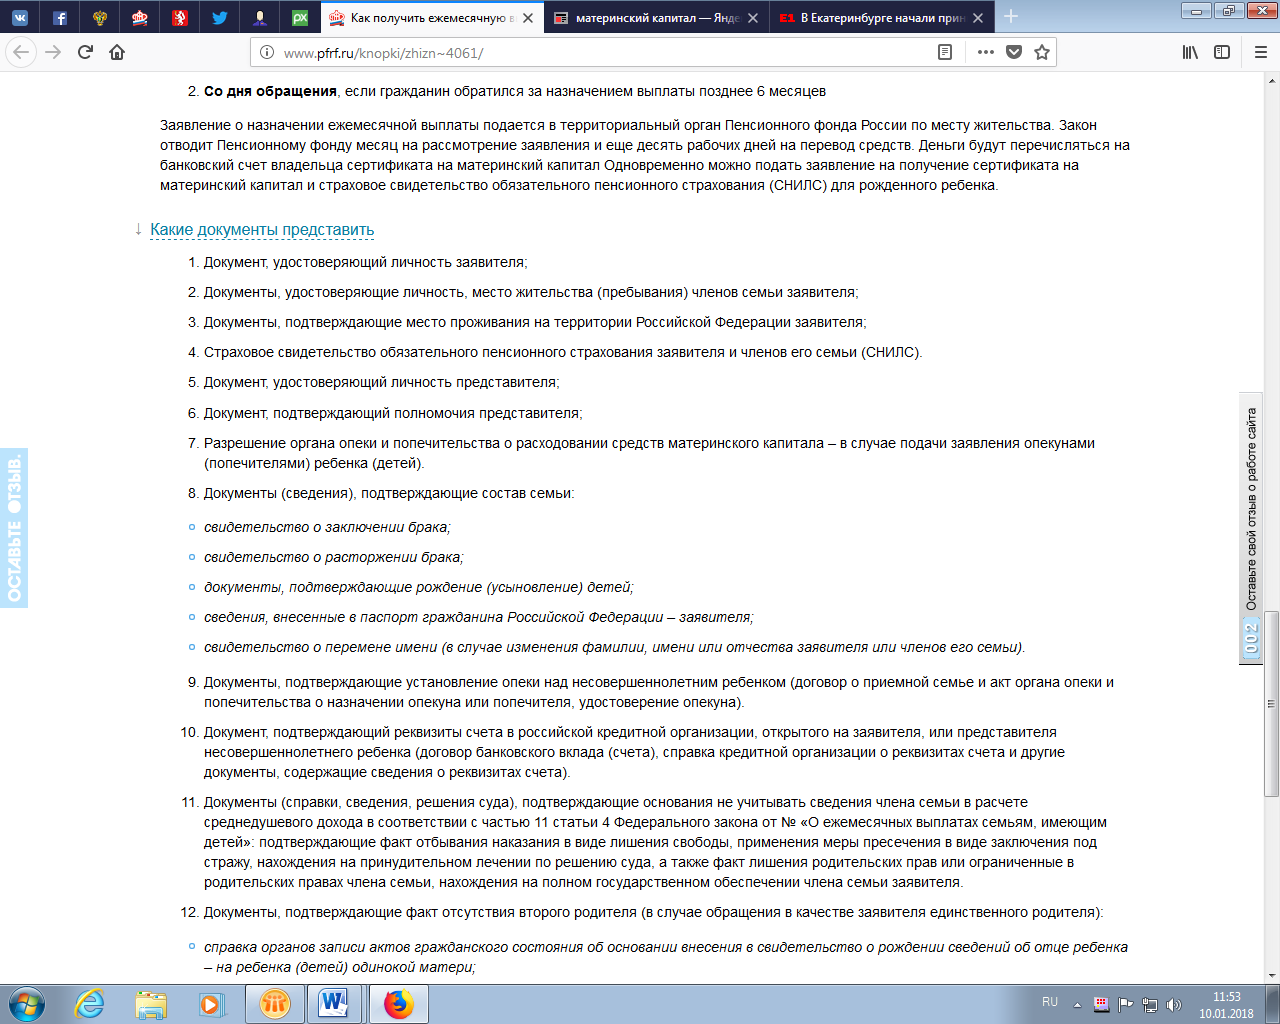 Как получить ежемесячную в
материнский капитал — Янде
E1 В Екатеринбурге начали прин
www.pfrf.ru/knopki/zhizn~4061/
2. Со дня обращения, если гражданин обратился за назначением выплаты позднее 6 месяцев
Заявление о назначении ежемесячной выплаты подается в территориальный орган Пенсионного фонда России по месту жительства. Закон
отводит Пенсионному фонду месяц на рассмотрение заявления и еще десять рабочих дней на перевод средств. Деньги будут перечисляться на
банковский счет владельца сертификата на материнский капитал Одновременно можно подать заявление на получение сертификата на
материнский капитал и страховое свидетельство обязательного пенсионного страхования (СНИЛС) для рожденного ребенка.
↓ Какие документы представить
1. Документ, удостоверяющий личность заявителя;
2. Документы, удостоверяющие личность, место жительства (пребывания) членов семьи заявителя;
3. Документы, подтверждающие место проживания на территории Российской Федерации заявителя;
4. Страховое свидетельство обязательного пенсионного страхования заявителя и членов его семьи (СНИЛС).
5. Документ, удостоверяющий личность представителя;
6. Документ, подтверждающий полномочия представителя;
7. Разрешение органа опеки и попечительства о расходовании средств материнского капитала – в случае подачи заявления опекунами
(попечителями) ребенка (детей).
8. Документы (сведения), подтверждающие состав семьи:
свидетельство о заключении брака;
свидетельство о расторжении брака;
документы, подтверждающие рождение (усыновление) детей;
сведения, внесенные в паспорт гражданина Российской Федерации – заявителя;
свидетельство о перемене имени (в случае изменения фамилии, имени или отчества заявителя или членов его семьи).
9. Документы, подтверждающие установление опеки над несовершеннолетним ребенком (договор о приемной семье и акт органа опеки и
попечительства о назначении опекуна или попечителя, удостоверение опекуна).
10. Документ, подтверждающий реквизиты счета в российской кредитной организации, открытого на заявителя, или представителя
несовершеннолетнего ребенка (договор банковского вклада (счета), справка кредитной организации о реквизитах счета и другие
документы, содержащие сведения о реквизитах счета).
11. Документы (справки, сведения, решения суда), подтверждающие основания не учитывать сведения члена семьи в расчете
среднедушевого дохода в соответствии с частью 11 статьи 4 Федерального закона от № «О ежемесячных выплатах семьям, имеющим
детей»: подтверждающие факт отбывания наказания в виде лишения свободы, применения меры пресечения в виде заключения под
стражу, нахождения на принудительном лечении по решению суда, а также факт лишения родительских прав или ограниченные в
родительских правах члена семьи, нахождения на полном государственном обеспечении члена семьи заявителя.
12. Документы, подтверждающие факт отсутствия второго родителя (в случае обращения в качестве заявителя единственного родителя):
справка органов записи актов гражданского состояния об основании внесения в свидетельство о рождении сведений об отце ребенка
– на ребенка (детей) одинокой матери;
ОСТАВЬТЕ ОТЗЫВ.
Оставьте свой отзыв о работе сайта
002
RU
11:53
10.01.2018